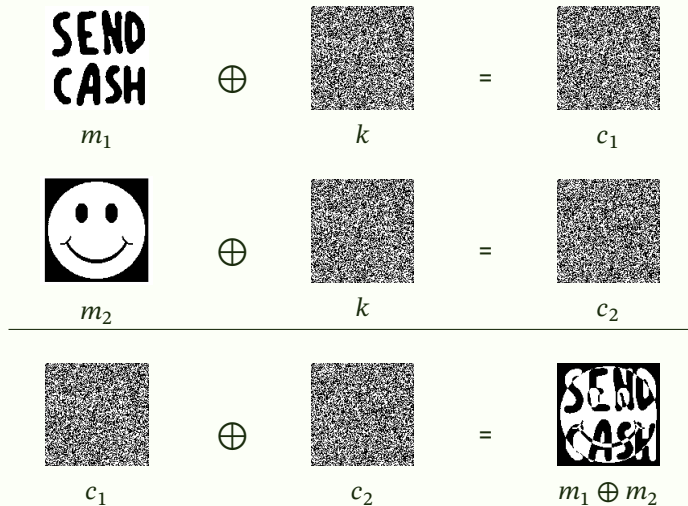 SEND
CASH
⊕ =
m₁ k c₁
⊕ =
m₂ k c₂
⊕ =
SEND
CASH
c₁ c₂ m₁ ⊕ m₂